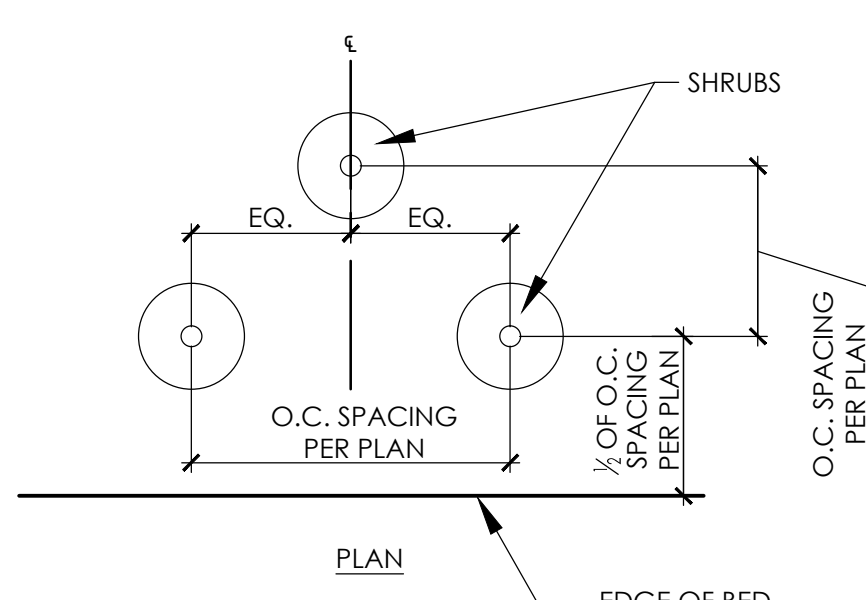 ℄
SHRUBS
EQ.
EQ.
O.C. SPACING
PER PLAN
½ OF O.C.
SPACING
PER PLAN
O.C. SPACING
PER PLAN
PLAN
EDGE OF BED